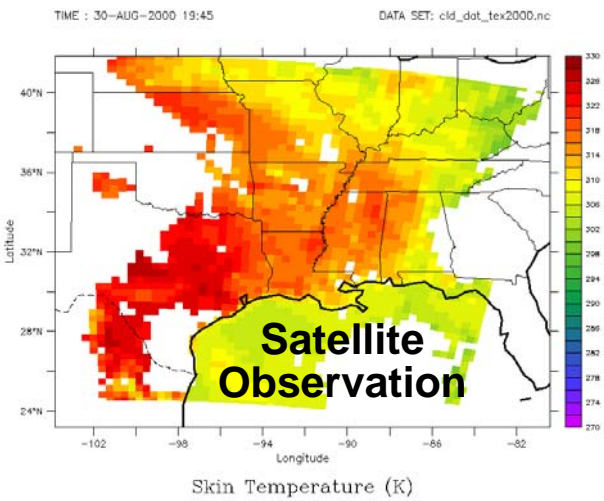 TIME : 30-AUG-2000 19:45
DATA SET: cld_dat_tex2000.nc
40°N
36°N
32°N
28°N
24°N
Latitude
330
326
322
318
314
310
306
302
298
294
290
286
282
278
274
270
Satellite
Observation
-102 -98 -94 -90 -86 -82
Longitude
Skin Temperature (K)